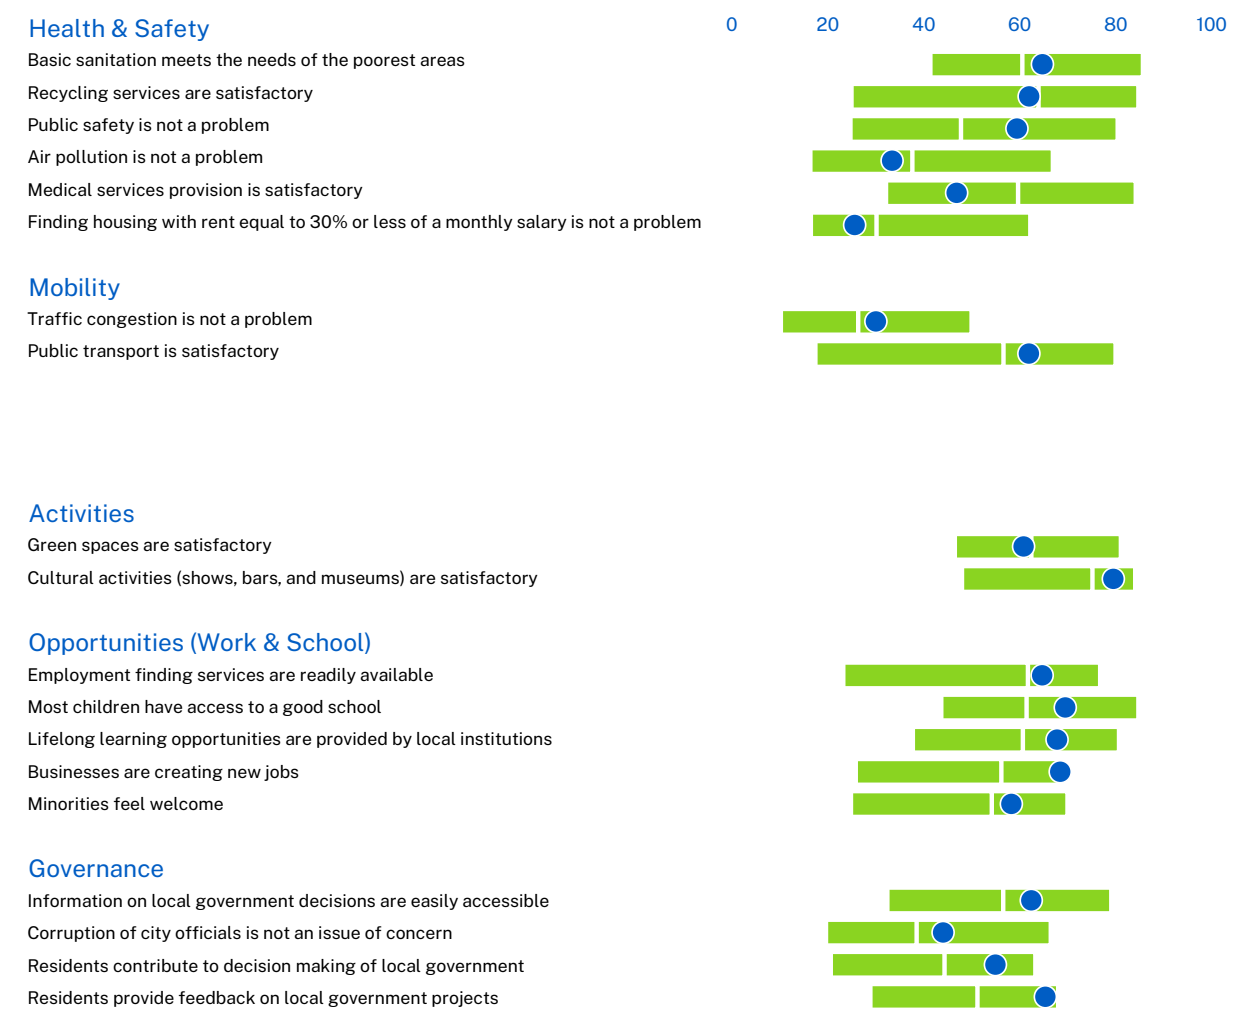 Health & Safety
0 20 40 60 80 100
Basic sanitation meets the needs of the poorest areas
Recycling services are satisfactory
Public safety is not a problem
Air pollution is not a problem
Medical services provision is satisfactory
Finding housing with rent equal to 30% or less of a monthly salary is not a problem
Mobility
Traffic congestion is not a problem
Public transport is satisfactory
Activities
Green spaces are satisfactory
Cultural activities (shows, bars, and museums) are satisfactory
Opportunities (Work & School)
Employment finding services are readily available
Most children have access to a good school
Lifelong learning opportunities are provided by local institutions
Businesses are creating new jobs
Minorities feel welcome
Governance
Information on local government decisions are easily accessible
Corruption of city officials is not an issue of concern
Residents contribute to decision making of local government
Residents provide feedback on local government projects